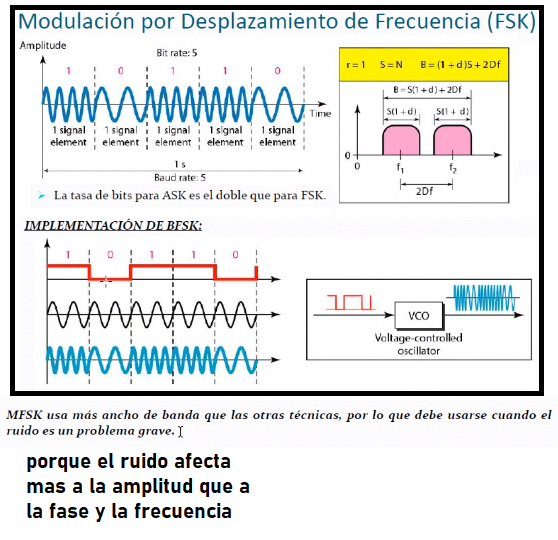 Modulación por Desplazamiento de Frecuencia (FSK)
Amplitude
Bit rate: 5
1 0 1 1 0
Time
1 signal element 1 signal element 1 signal element 1 signal element 1 signal element
1 s
Baud rate: 5
r = 1 S = N B = (1 + d)S + 2Df
B = S(1 + d) + 2Df
S(1 + d) S(1 + d)
0
0 f1 f2
2Df
➢ La tasa de bits para ASK es el doble que para FSK.
IMPLEMENTACIÓN DE BFSK:
1 0 1 1 0
VCO
Voltage-controlled
oscillator
MFSK usa más ancho de banda que las otras técnicas, por lo que debe usarse cuando el
ruido es un problema grave.
porque el ruido afecta
mas a la amplitud que a
la fase y la frecuencia